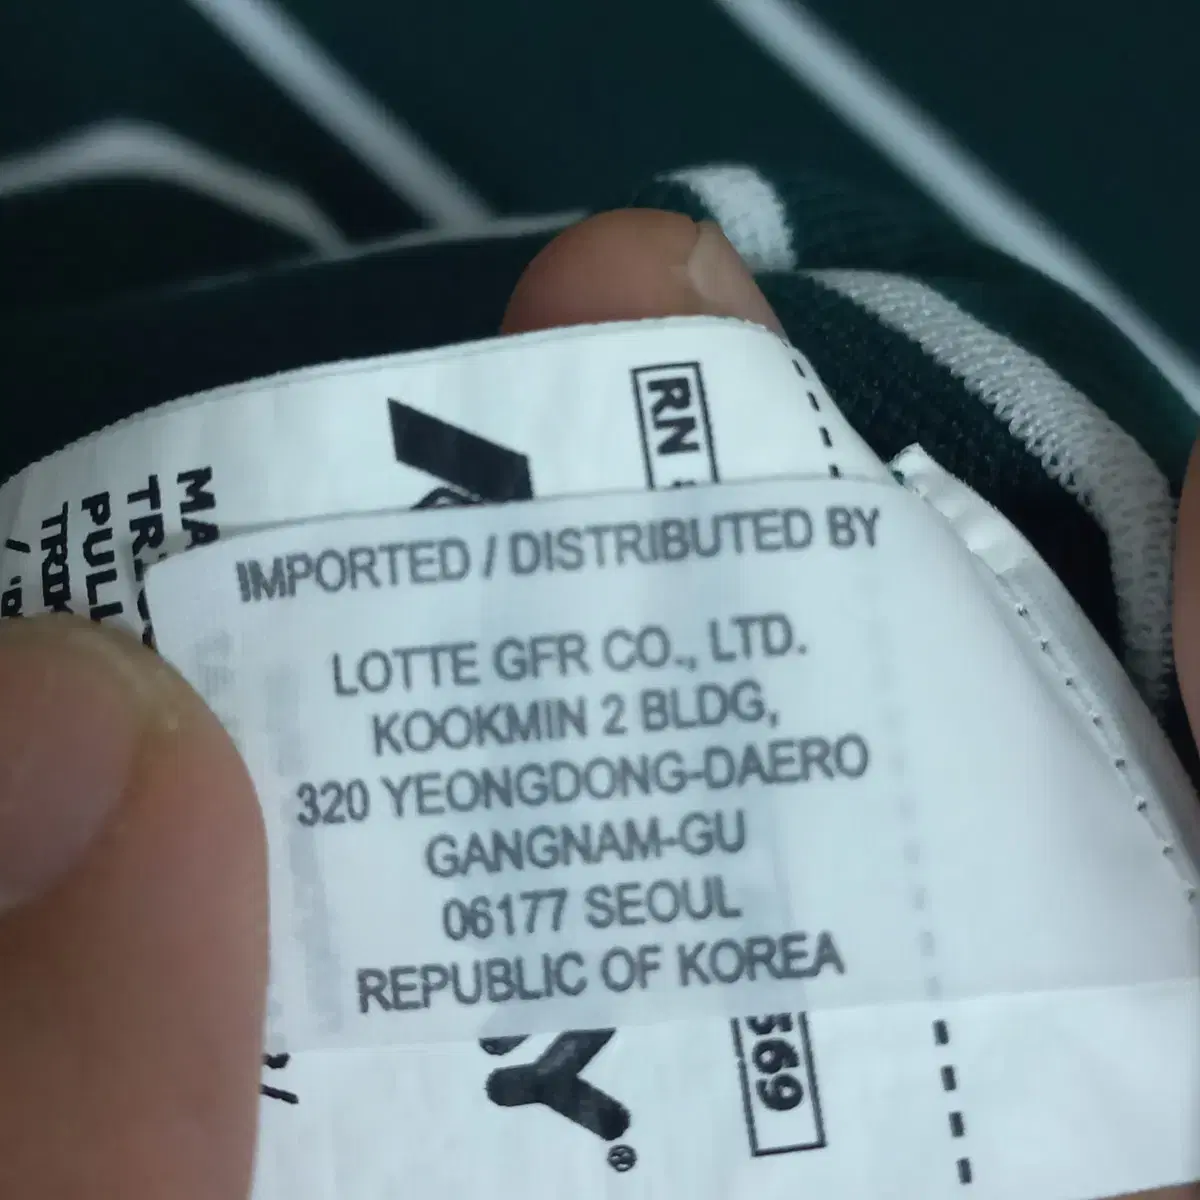 RN
IMPORTED / DISTRIBUTED BY
LOTTE GFR CO., LTD.
KOOKMIN 2 BLDG,
320 YEONGDONG-DAERO
GANGNAM-GU
06177 SEOUL
REPUBLIC OF KOREA
569